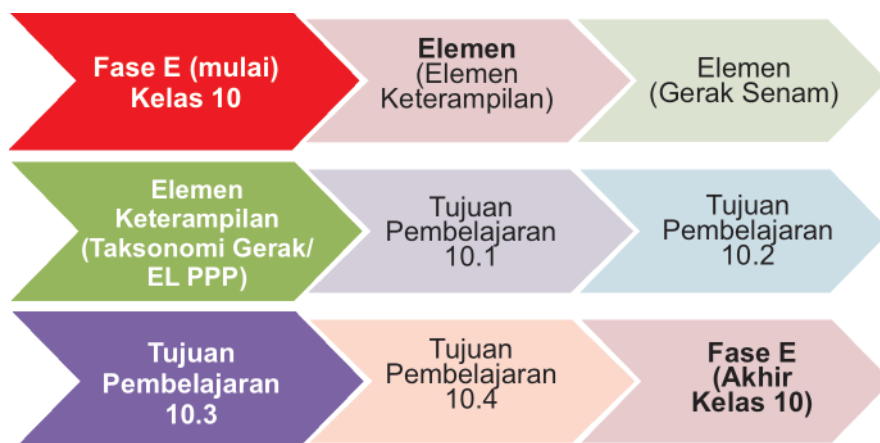 Fase E (mulai)
Kelas 10
Elemen
(Elemen
Keterampilan)
Elemen
(Gerak Senam)
Elemen
Keterampilan
(Taksonomi Gerak/
EL PPP)
Tujuan
Pembelajaran
10.1
Tujuan
Pembelajaran
10.2
Tujuan
Pembelajaran
10.3
Tujuan
Pembelajaran
10.4
Fase E
(Akhir
Kelas 10)